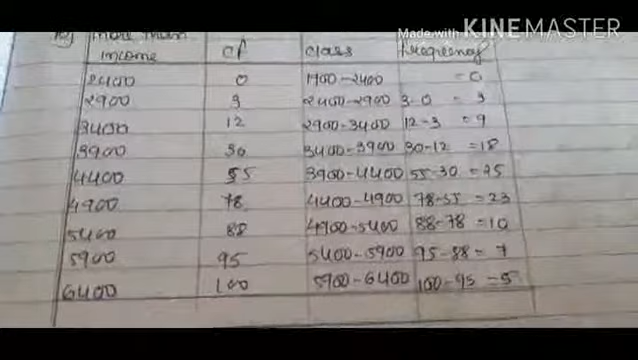 Made with KINEMASTER
more than income cf class frequency
2400 0 1900-2400 = 0
2900 3 2400-2900 3-0 = 3
3400 12 2900-3400 12-3 = 9
3900 30 3400-3900 30-12 = 18
4400 55 3900-4400 55-30 = 25
4900 78 4400-4900 78-55 = 23
5400 88 4900-5400 88-78 = 10
5900 95 5400-5900 95-88 = 7
6400 100 5900-6400 100-95 = 5